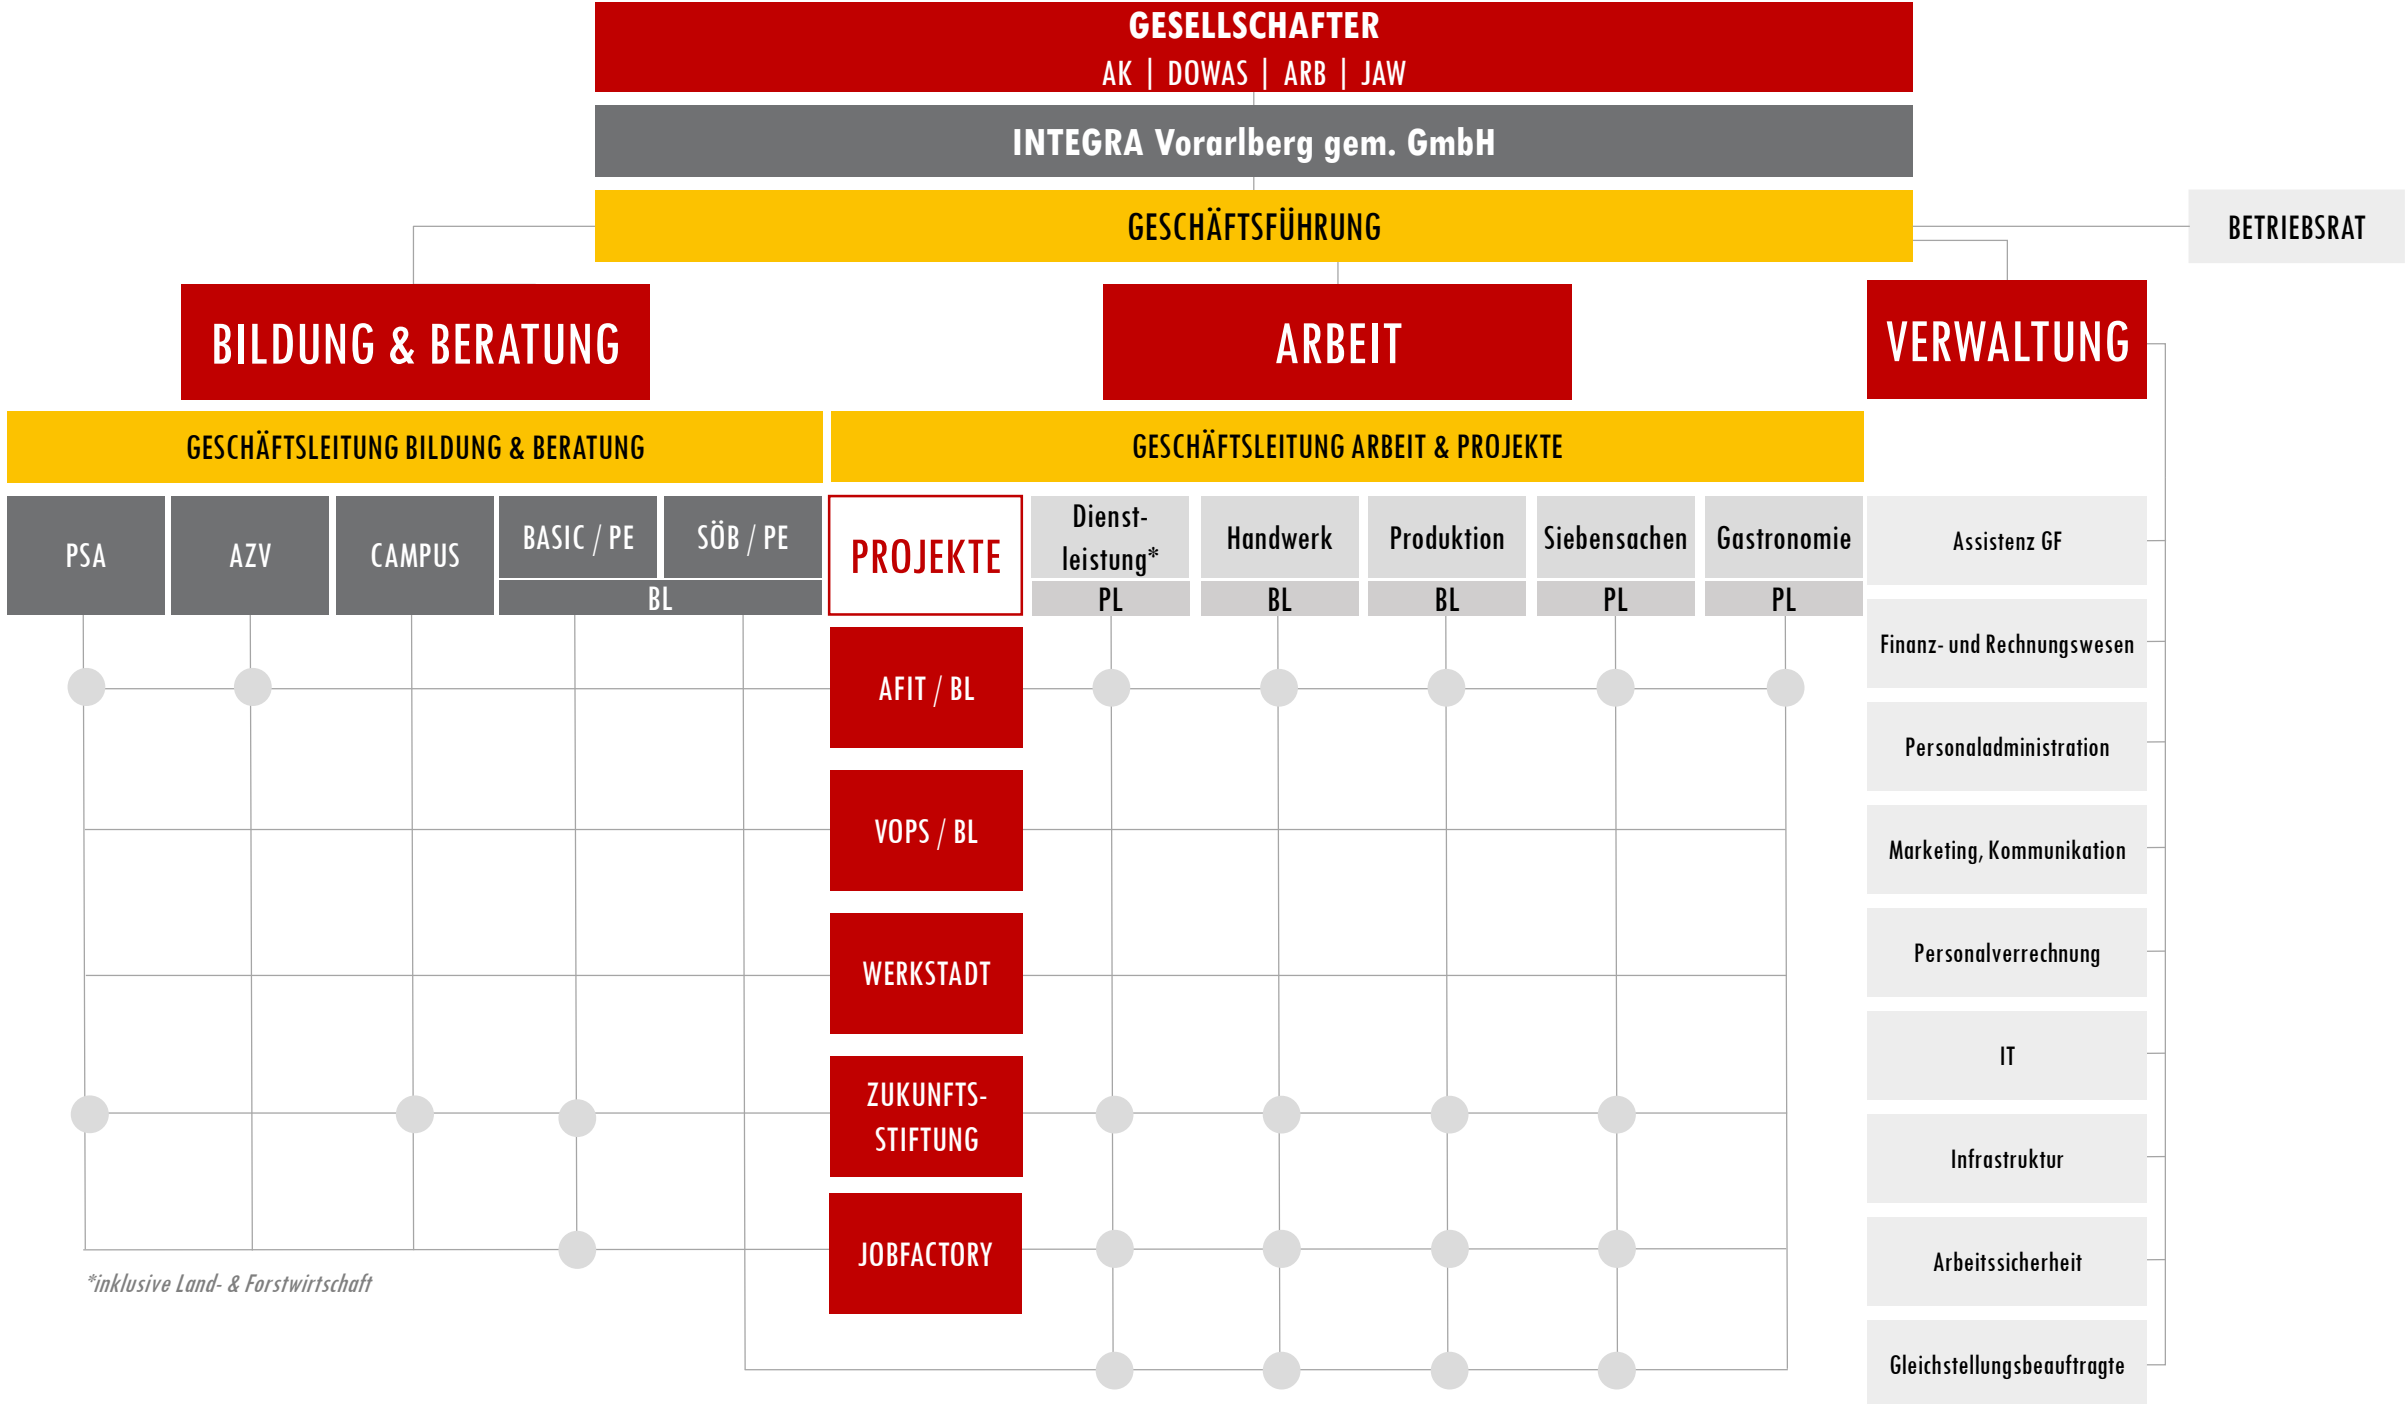 GESELLSCHAFTER
AK | DOWAS | ARB | JAW
INTEGRA Vorarlberg gem. GmbH
GESCHÄFTSFÜHRUNG
BETRIEBSRAT
BILDUNG & BERATUNG
ARBEIT
VERWALTUNG
GESCHÄFTSLEITUNG BILDUNG & BERATUNG
GESCHÄFTSLEITUNG ARBEIT & PROJEKTE
PSA
AZV
CAMPUS
BASIC / PE
SÖB / PE
BL
PROJEKTE
Dienst-
leistung*
PL
Handwerk
BL
Produktion
BL
Siebensachen
PL
Gastronomie
PL
AFIT / BL
VOPS / BL
WERKSTADT
ZUKUNFTS-
STIFTUNG
JOBFACTORY
*inklusive Land- & Forstwirtschaft
Assistenz GF
Finanz- und Rechnungswesen
Personaladministration
Marketing, Kommunikation
Personalverrechnung
IT
Infrastruktur
Arbeitssicherheit
Gleichstellungsbeauftragte